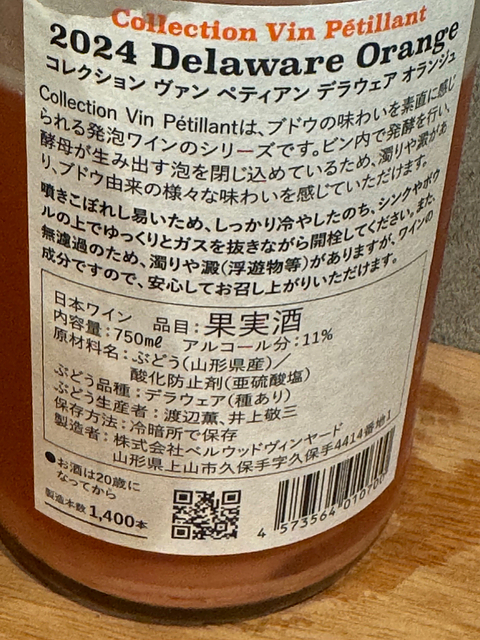 Collection Vin Pétillant
2024 Delaware Orange
コレクション ヴァン ペティアン デラウェア オランジュ
Collection Vin Pétillantは、ブドウの味わいを素直に感じ
られる発泡ワインのシリーズです。ビン内で発酵を行い、
酵母が生み出す泡を閉じ込めているため、濁りや澱があ
り、ブドウ由来の様々な味わいを感じていただけます。
噴きこぼれし易いため、しっかり冷やしたのち、シンクやボウ
ルの上でゆっくりとガスを抜きながら開栓してください。また、
無濾過のため、濁りや澱(浮遊物等)がありますが、ワインの
成分ですので、安心してお召し上がりいただけます。
日本ワイン 品目：果実酒
内容量：750mℓ アルコール分：11%
原材料名：ぶどう(山形県産)／
酸化防止剤(亜硫酸塩)
ぶどう品種：デラウェア(種あり)
ぶどう生産者：渡辺薫、井上敬三
保存方法：冷暗所で保存
製造者：株式会社ベルウッドヴィンヤード
山形県上山市久保手字久保手4414番地1
●お酒は20歳に
なってから
製造本数 1,400本
4 573564 010700